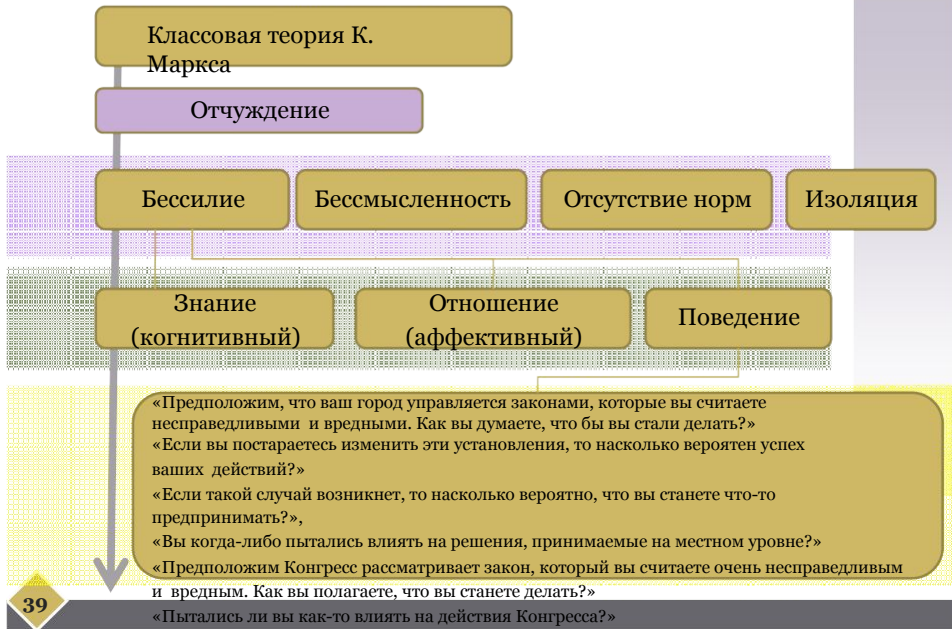 Классовая теория К.
Маркса
Отчуждение
Бессилие
Бессмысленность
Отсутствие норм
Изоляция
Знание
(когнитивный)
Отношение
(аффективный)
Поведение
«Предположим, что ваш город управляется законами, которые вы считаете
несправедливыми и вредными. Как вы думаете, что бы вы стали делать?»
«Если вы постараетесь изменить эти установления, то насколько вероятен успех
ваших действий?»
«Если такой случай возникнет, то насколько вероятно, что вы станете что-то
предпринимать?»,
«Вы когда-либо пытались влиять на решения, принимаемые на местном уровне?»
«Предположим Конгресс рассматривает закон, который вы считаете очень несправедливым
и вредным. Как вы полагаете, что вы станете делать?»
«Пытались ли вы как-то влиять на действия Конгресса?»
39